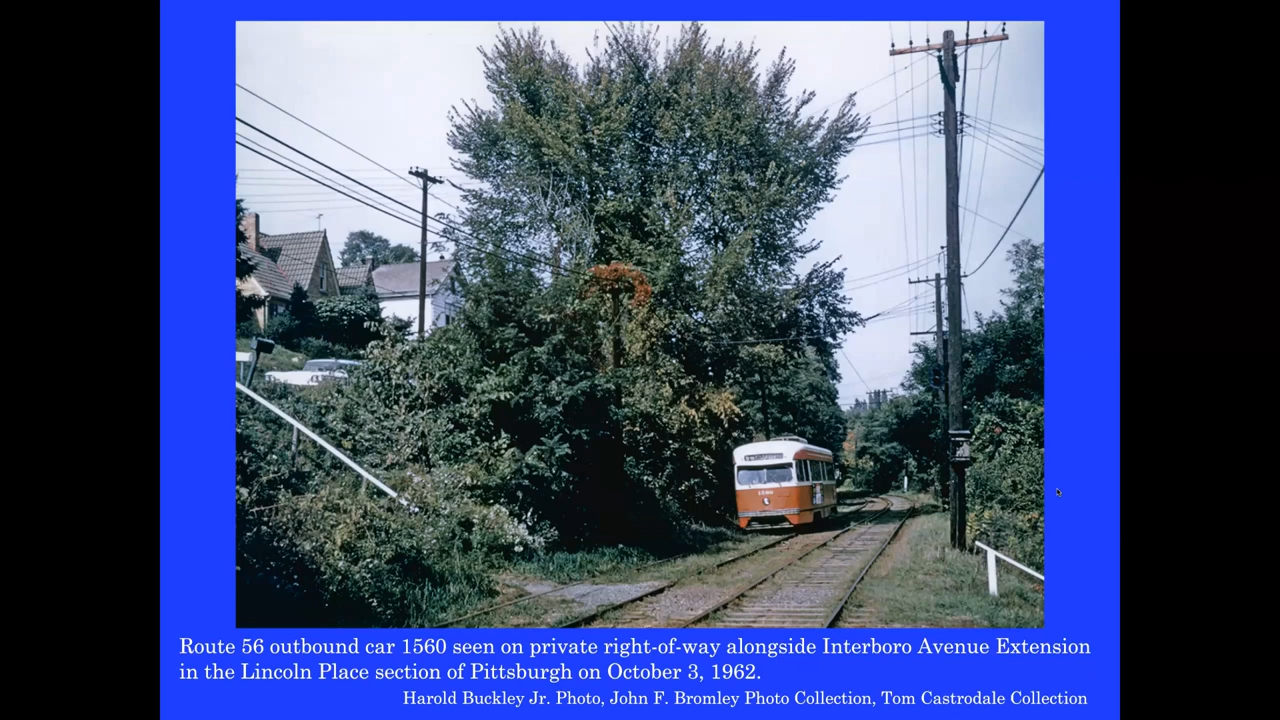 Route 56 outbound car 1560 seen on private right-of-way alongside Interboro Avenue Extension
in the Lincoln Place section of Pittsburgh on October 3, 1962.
Harold Buckley Jr. Photo, John F. Bromley Photo Collection, Tom Castrodale Collection